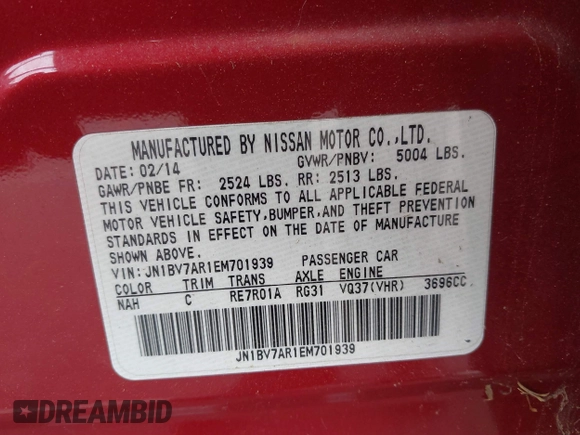 MANUFACTURED BY NISSAN MOTOR CO.,LTD.
DATE: 02/14 GVWR/PNBV: 5004 LBS.
GAWR/PNBE FR: 2524 LBS. RR: 2513 LBS.
THIS VEHICLE CONFORMS TO ALL APPLICABLE FEDERAL
MOTOR VEHICLE SAFETY,BUMPER,AND THEFT PREVENTION
STANDARDS IN EFFECT ON THE DATE OF MANUFACTURE
SHOWN ABOVE.
VIN: JN1BV7AR1EM701939 PASSENGER CAR
COLOR TRIM TRANS AXLE ENGINE
NAH C RE7R01A RG31 VQ37(VHR) 3696CC
JN1BV7AR1EM701939
DREAMBID